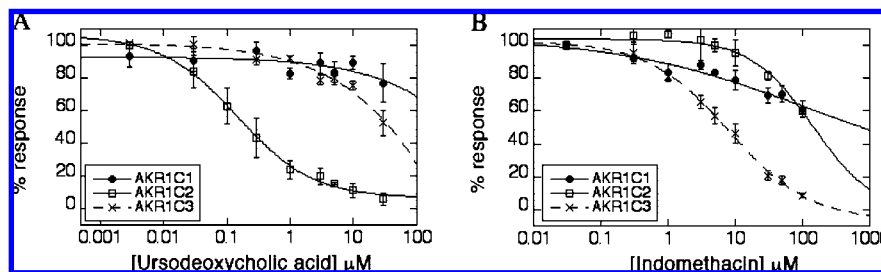 A
% response
100
80
60
40
20
0
AKR1C1
AKR1C2
AKR1C3
0.001 0.01 0.1 1 10 100
[Ursodeoxycholic acid] μM
B
% response
100
80
60
40
20
0
AKR1C1
AKR1C2
AKR1C3
0.01 0.1 1 10 100 1000
[Indomethacin] μM